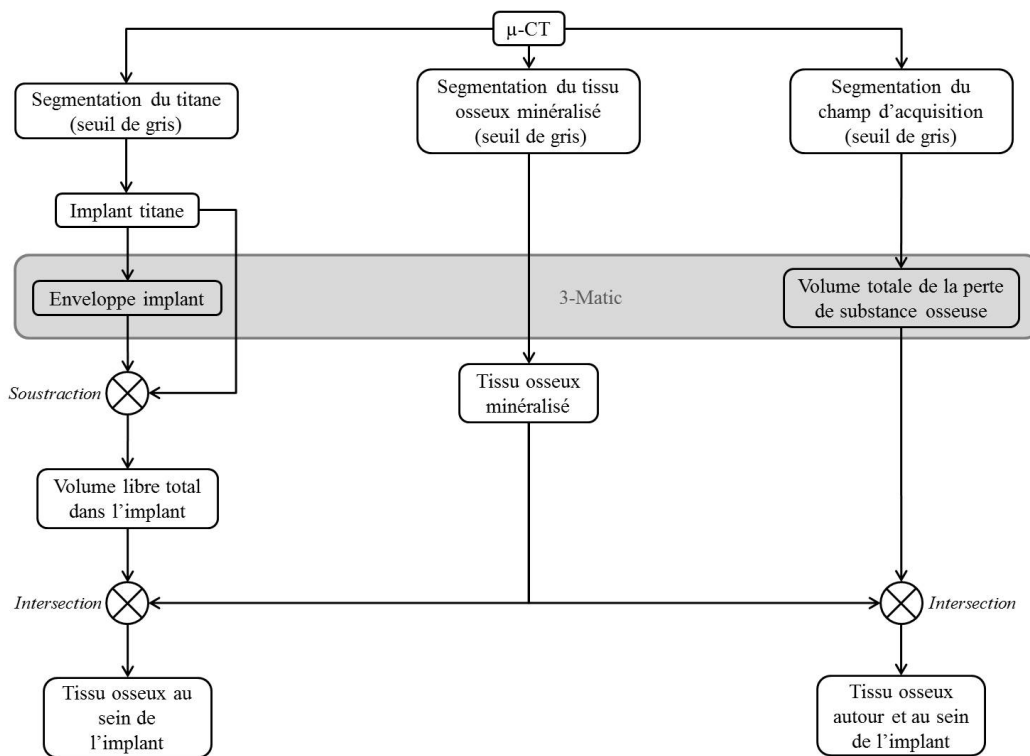 µ-CT
Segmentation du titane
(seuil de gris)
Segmentation du tissu
osseux minéralisé
(seuil de gris)
Segmentation du
champ d'acquisition
(seuil de gris)
Implant titane
Enveloppe implant
3-Matic
Volume totale de la perte
de substance osseuse
Soustraction
Tissu osseux
minéralisé
Volume libre total
dans l'implant
Intersection
Intersection
Tissu osseux au
sein de
l'implant
Tissu osseux
autour et au sein
de l'implant